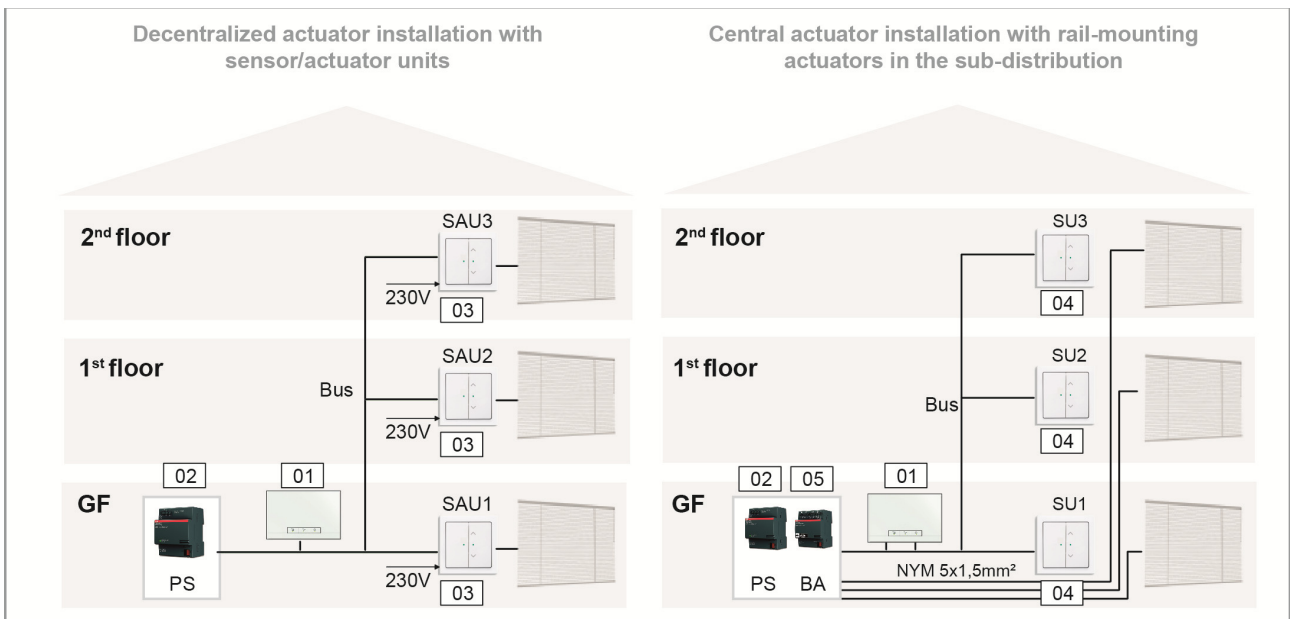 Decentralized actuator installation with
sensor/actuator units
2nd floor
SAU3
230V
03
1st floor
SAU2
Bus
230V
03
02
01
GF
SAU1
230V
PS
03
Central actuator installation with rail-mounting
actuators in the sub-distribution
2nd floor
SU3
04
1st floor
SU2
Bus
04
02
05
01
GF
SU1
NYM 5x1,5mm²
PS
BA
04